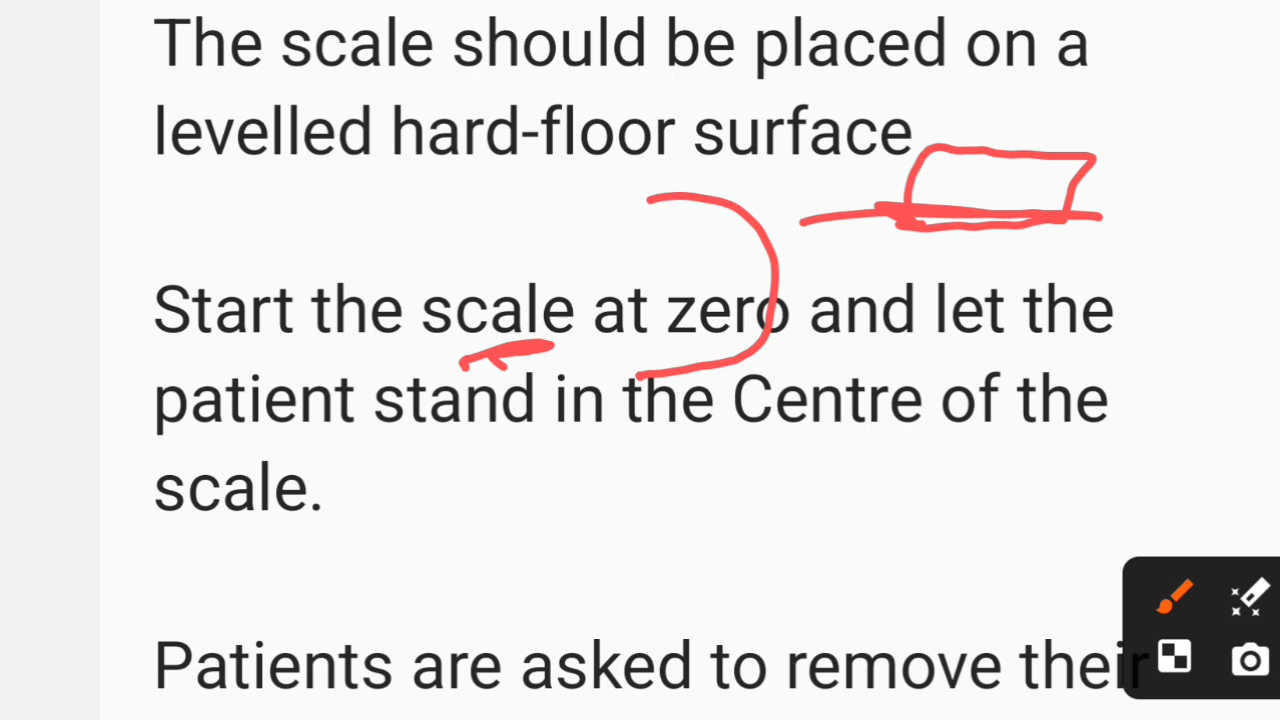 The scale should be placed on a
levelled hard-floor surface
Start the scale at zero and let the
patient stand in the Centre of the
scale.
Patients are asked to remove their